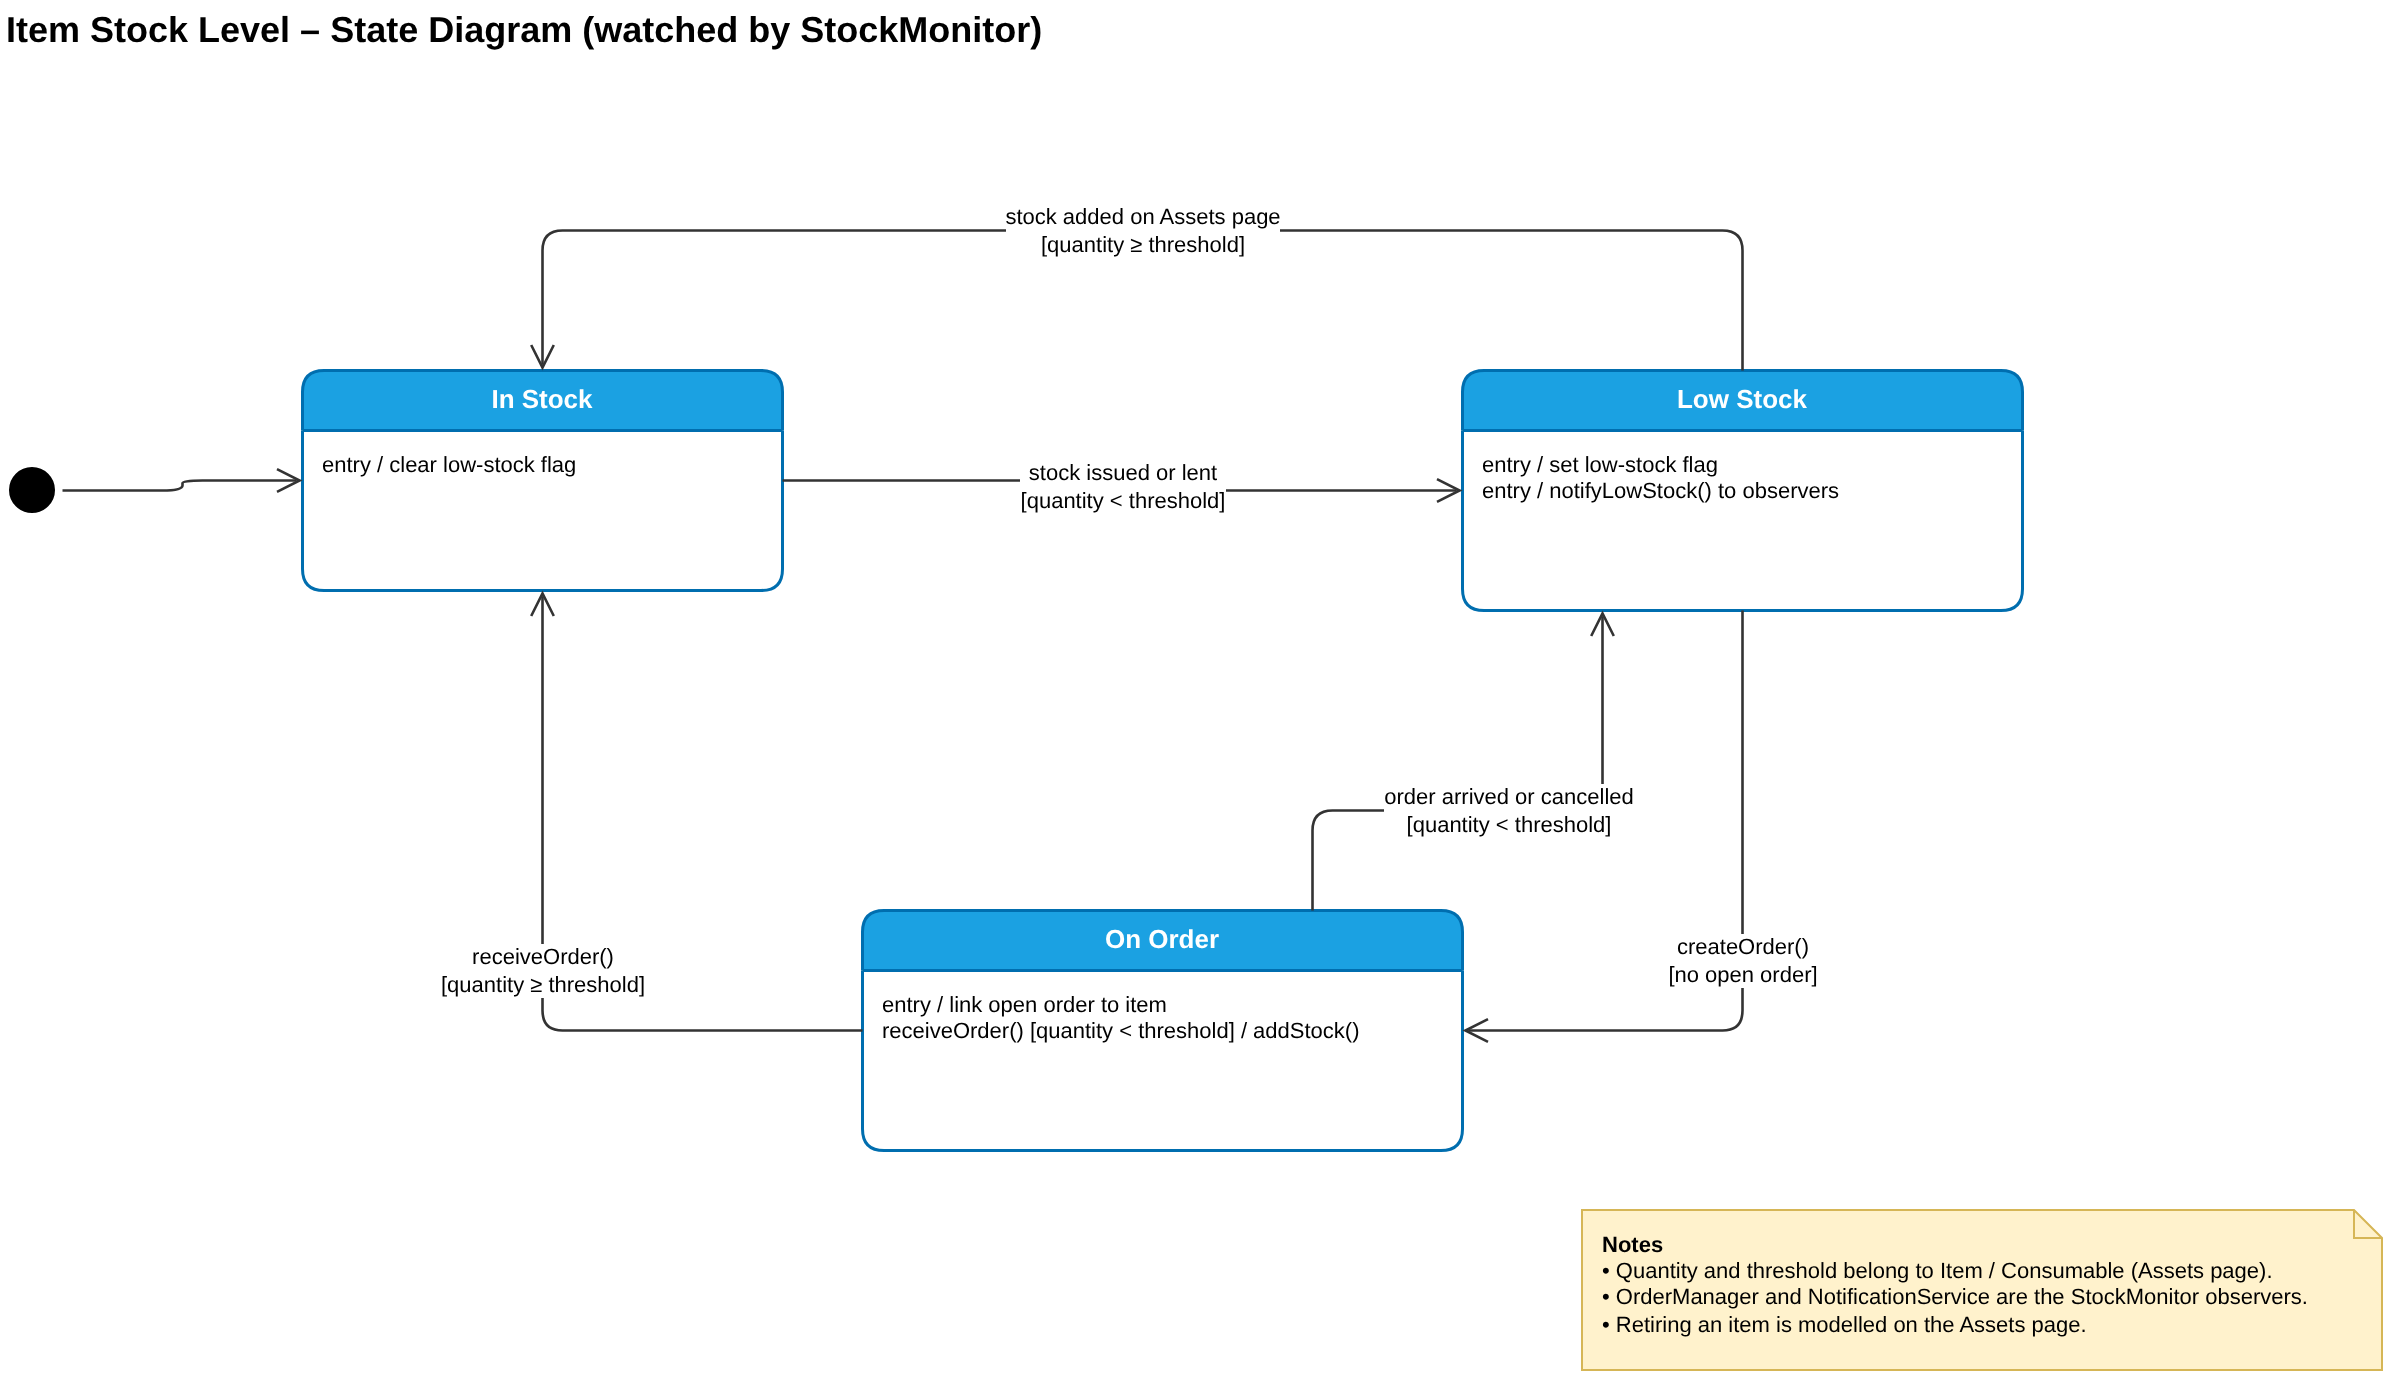 Item Stock Level – State Diagram (watched by StockMonitor)
stock added on Assets page
[quantity ≥ threshold]
In Stock
entry / clear low-stock flag
stock issued or lent
[quantity < threshold]
Low Stock
entry / set low-stock flag
entry / notifyLowStock() to observers
order arrived or cancelled
[quantity < threshold]
receiveOrder()
[quantity ≥ threshold]
On Order
entry / link open order to item
receiveOrder() [quantity < threshold] / addStock()
createOrder()
[no open order]
Notes
• Quantity and threshold belong to Item / Consumable (Assets page).
• OrderManager and NotificationService are the StockMonitor observers.
• Retiring an item is modelled on the Assets page.